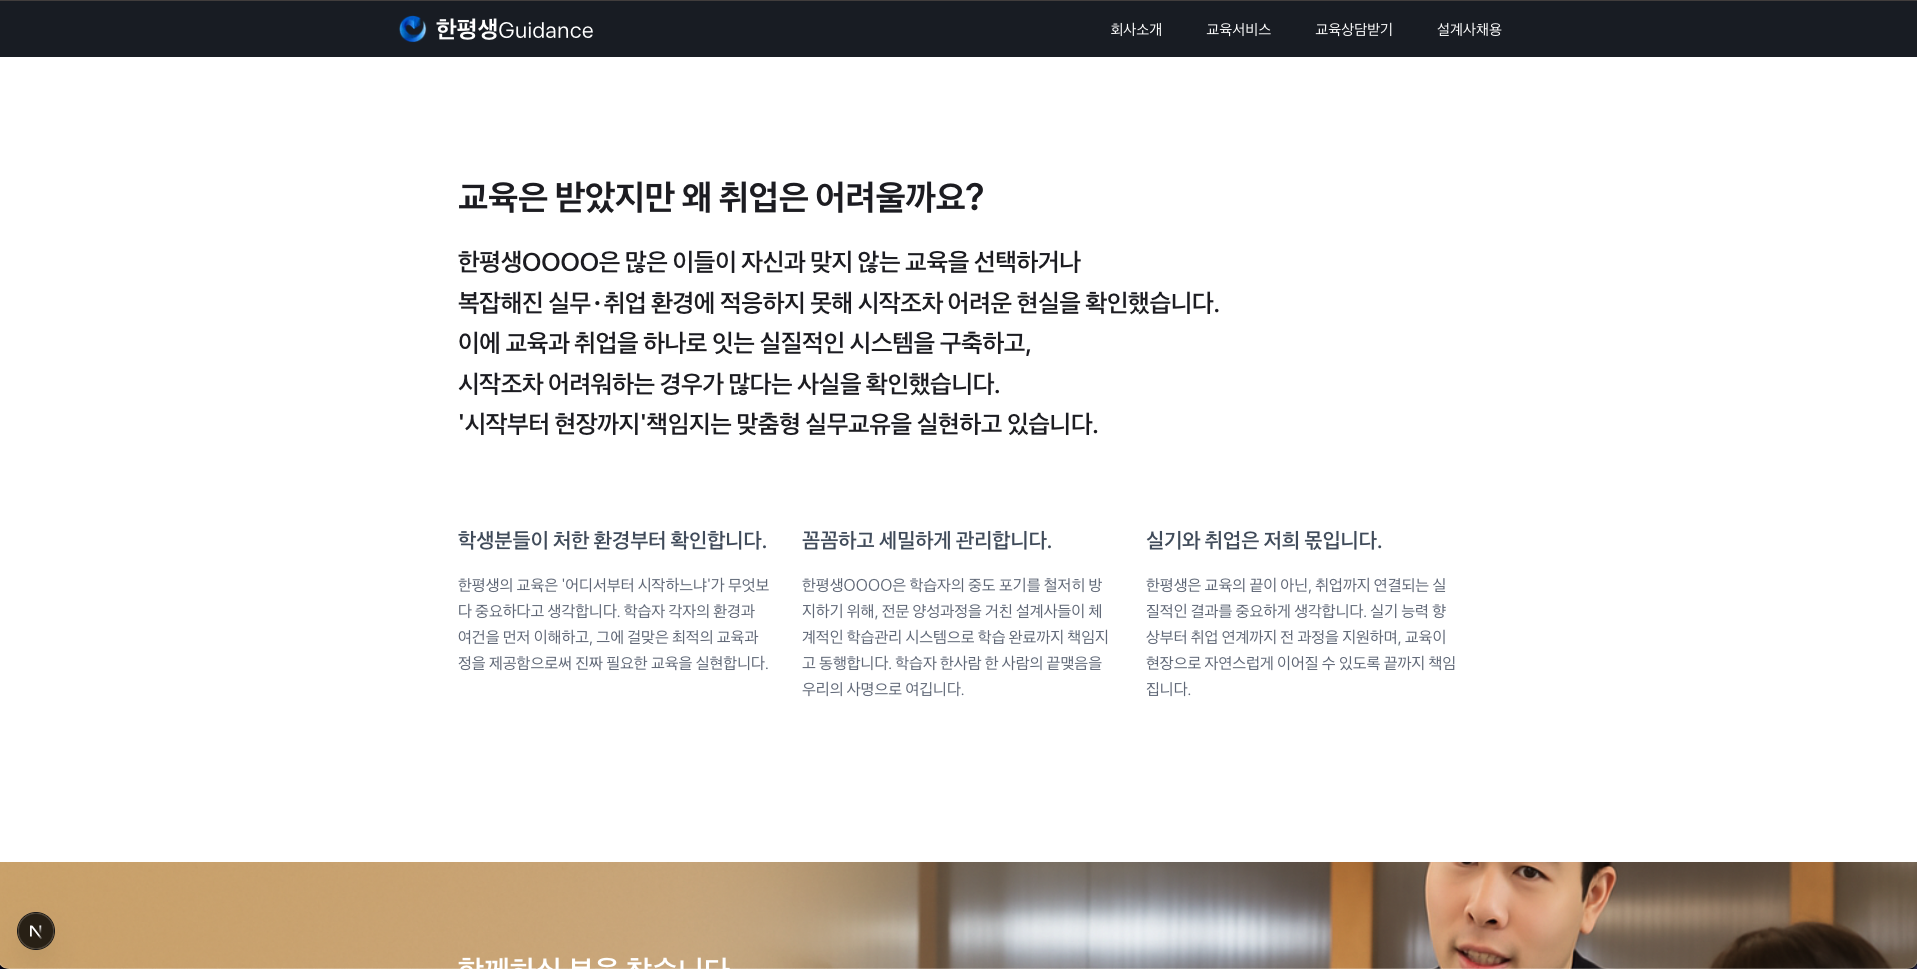 한평생Guidance
회사소개 교육서비스 교육상담받기 설계사채용
교육은 받았지만 왜 취업은 어려울까요?
한평생OOOO은 많은 이들이 자신과 맞지 않는 교육을 선택하거나
복잡해진 실무·취업 환경에 적응하지 못해 시작조차 어려운 현실을 확인했습니다.
이에 교육과 취업을 하나로 잇는 실질적인 시스템을 구축하고,
시작조차 어려워하는 경우가 많다는 사실을 확인했습니다.
'시작부터 현장까지'책임지는 맞춤형 실무교유을 실현하고 있습니다.
학생분들이 처한 환경부터 확인합니다.
한평생의 교육은 '어디서부터 시작하느냐'가 무엇보
다 중요하다고 생각합니다. 학습자 각자의 환경과
여건을 먼저 이해하고, 그에 걸맞은 최적의 교육과
정을 제공함으로써 진짜 필요한 교육을 실현합니다.
꼼꼼하고 세밀하게 관리합니다.
한평생OOOO은 학습자의 중도 포기를 철저히 방
지하기 위해, 전문 양성과정을 거친 설계사들이 체
계적인 학습관리 시스템으로 학습 완료까지 책임지
고 동행합니다. 학습자 한사람 한 사람의 끝맺음을
우리의 사명으로 여깁니다.
실기와 취업은 저희 몫입니다.
한평생은 교육의 끝이 아닌, 취업까지 연결되는 실
질적인 결과를 중요하게 생각합니다. 실기 능력 향
상부터 취업 연계까지 전 과정을 지원하며, 교육이
현장으로 자연스럽게 이어질 수 있도록 끝까지 책임
집니다.
함께하실 분을 찾습니다
N